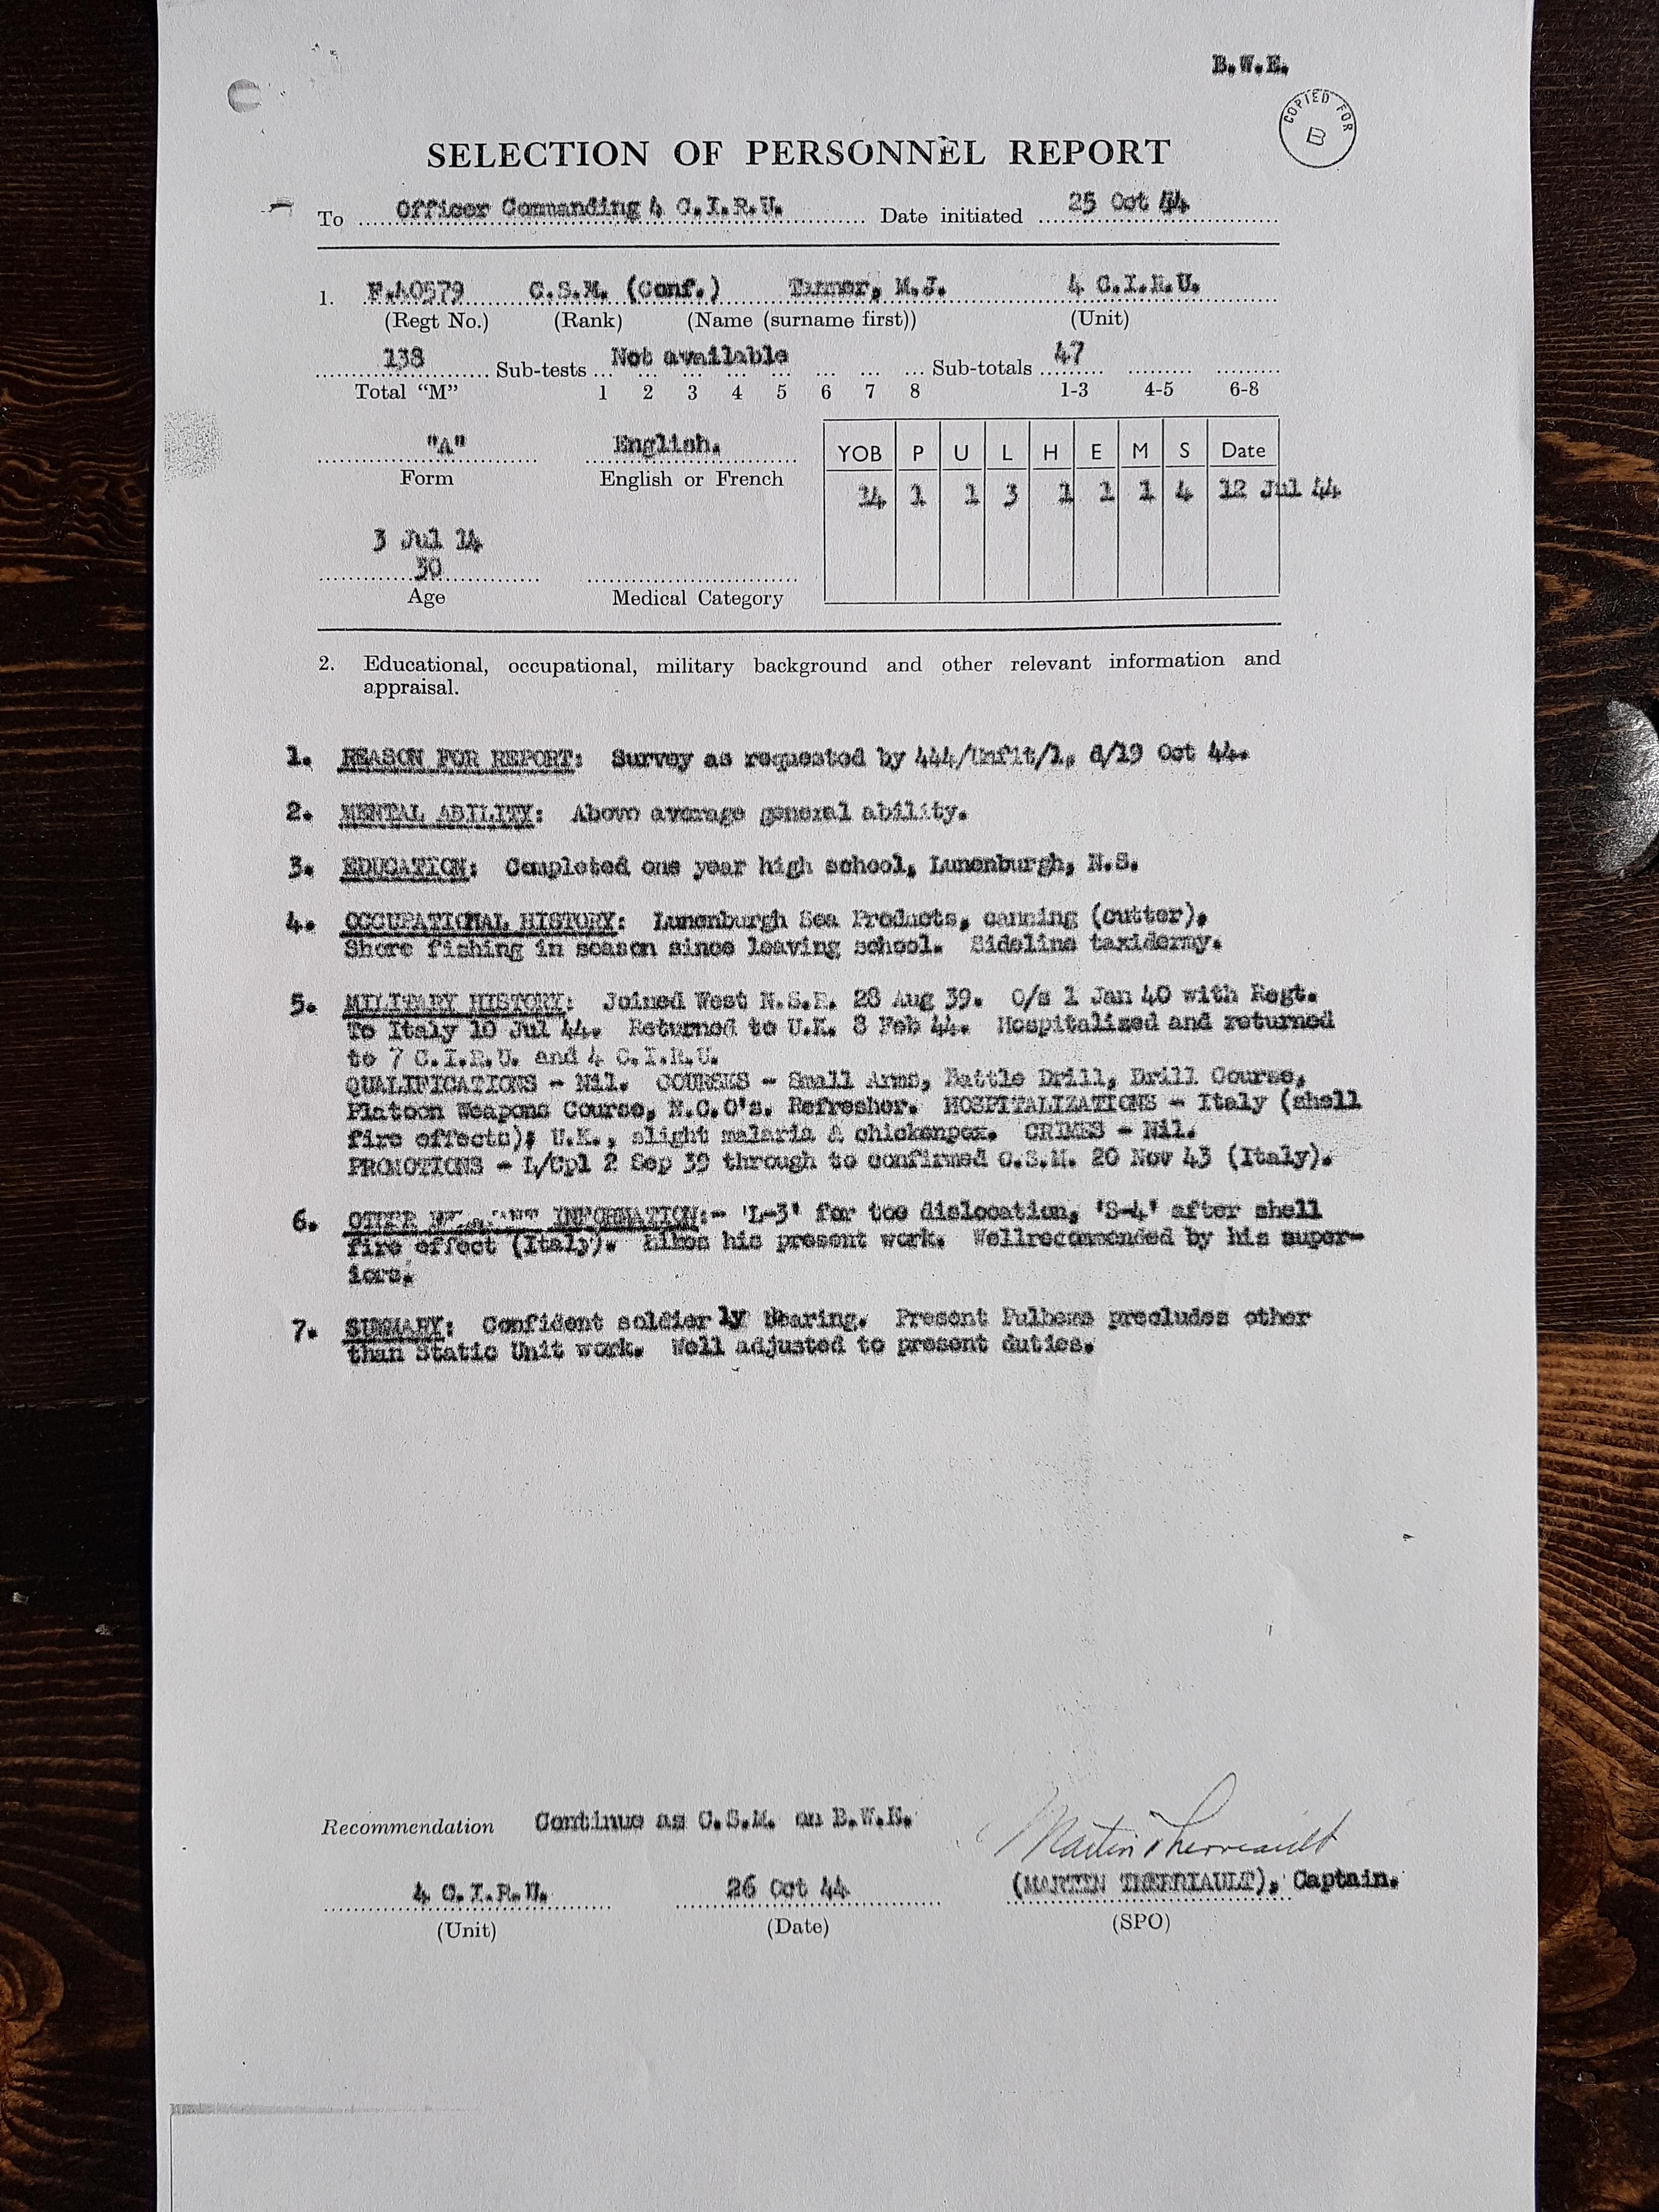 B.W.E.
COPIED FOR
B
SELECTION OF PERSONNEL REPORT
To Officer Commanding 4 C.I.R.U. Date initiated 25 Oct 44
1. F.40579 C.S.M. (Conf.) Tanner, M.J. 4 C.I.R.U.
(Regt No.) (Rank) (Name (surname first)) (Unit)
138 Sub-tests Not available Sub-totals 47
Total "M" 1 2 3 4 5 6 7 8 1-3 4-5 6-8
"A" English.
Form English or French
YOB P U L H E M S Date
14 1 1 3 1 1 1 4 12 Jul 44
3 Jul 14
30
Age Medical Category
2. Educational, occupational, military background and other relevant information and
appraisal.
1. REASON FOR REPORT: Survey as requested by 444/Unfit/1, d/19 Oct 44.
2. MENTAL ABILITY: Above average general ability.
3. EDUCATION: Completed one year high school, Lunenburgh, N.S.
4. OCCUPATIONAL HISTORY: Lunenburgh Sea Products, canning (cutter).
Shore fishing in season since leaving school. Sideline taxidermy.
5. MILITARY HISTORY: Joined West N.S.R. 28 Aug 39. O/s 1 Jan 40 with Regt.
To Italy 10 Jul 44. Returned to U.K. 8 Feb 44. Hospitalized and returned
to 7 C.I.R.U. and 4 C.I.R.U.
QUALIFICATIONS - Nil. COURSES - Small Arms, Battle Drill, Drill Course,
Platoon Weapons Course, N.C.O's. Refresher. HOSPITALIZATIONS - Italy (shell
fire effects); U.K., slight malaria & chickenpox. CRIMES - Nil.
PROMOTIONS - L/Cpl 2 Sep 39 through to confirmed C.S.M. 20 Nov 43 (Italy).
6. OTHER RELEVANT INFORMATION:- 'L-3' for toe dislocation, 'S-4' after shell
fire effect (Italy). Likes his present work. Wellrecommended by his super-
iors.
7. SUMMARY: Confident soldierly bearing. Present Pulhems precludes other
than Static Unit work. Well adjusted to present duties.
Recommendation Continue as C.S.M. on B.W.E.
Martin Therriault
4 C.I.R.U. 26 Oct 44 (MARTIN THERRIAULT), Captain.
(Unit) (Date) (SPO)